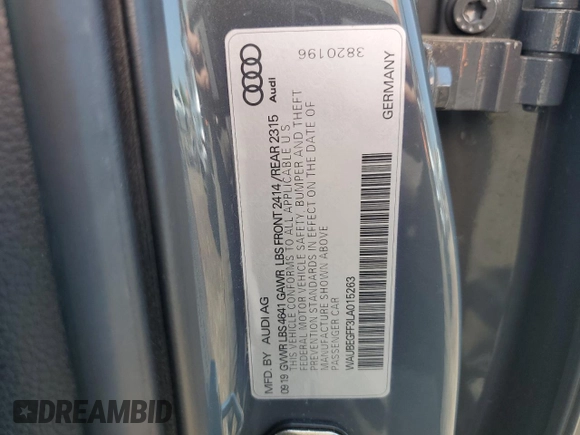 3820196
Audi
GERMANY
MFD. BY AUDI AG
0919 GVWR LBS 4641 GAWR LBS FRONT 2414 /REAR 2315
THIS VEHICLE CONFORMS TO ALL APPLICABLE U S
FEDERAL MOTOR VEHICLE SAFETY, BUMPER AND THEFT
PREVENTION STANDARDS IN EFFECT ON THE DATE OF
MANUFACTURE SHOWN ABOVE
PASSENGER CAR
WAUBEGFF3LA015263
DREAMBID